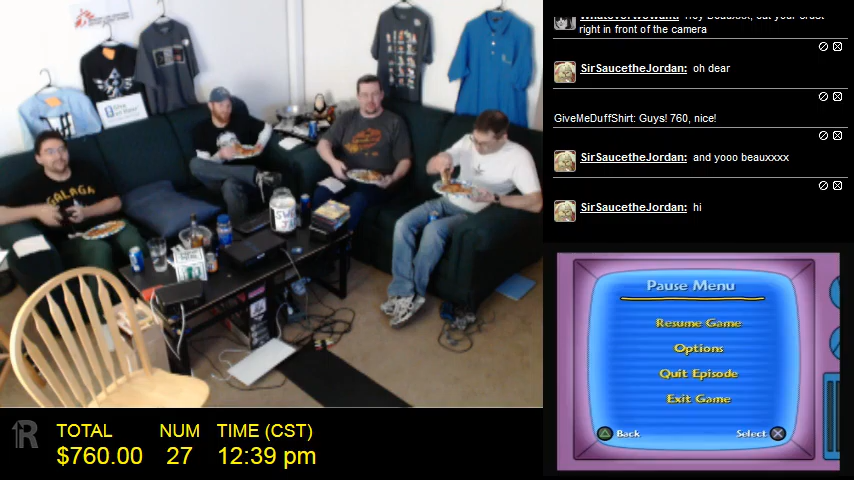 right in front of the camera
SirSaucetheJordan: oh dear
GiveMeDuffShirt: Guys! 760, nice!
SirSaucetheJordan: and yooo beauxxxx
SirSaucetheJordan: hi
GALAGA
Pause Menu
Resume Game
Options
Quit Episode
Exit Game
Back
Select
TOTAL NUM TIME (CST)
$760.00 27 12:39 pm